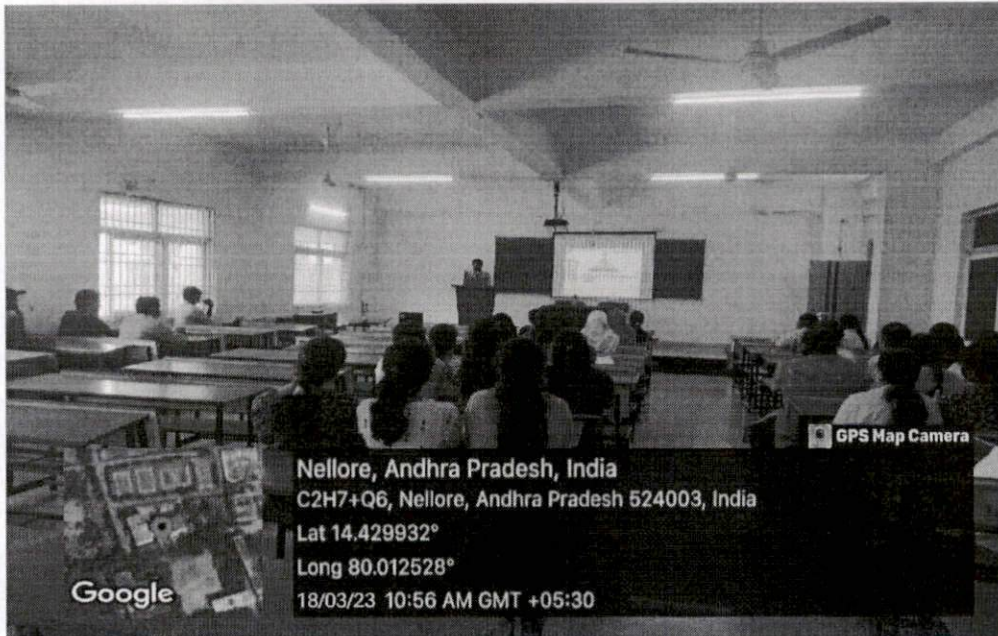 GPS Map Camera
Nellore, Andhra Pradesh, India
C2H7+Q6, Nellore, Andhra Pradesh 524003, India
Lat 14.429932°
Long 80.012528°
18/03/23 10:56 AM GMT +05:30
Google